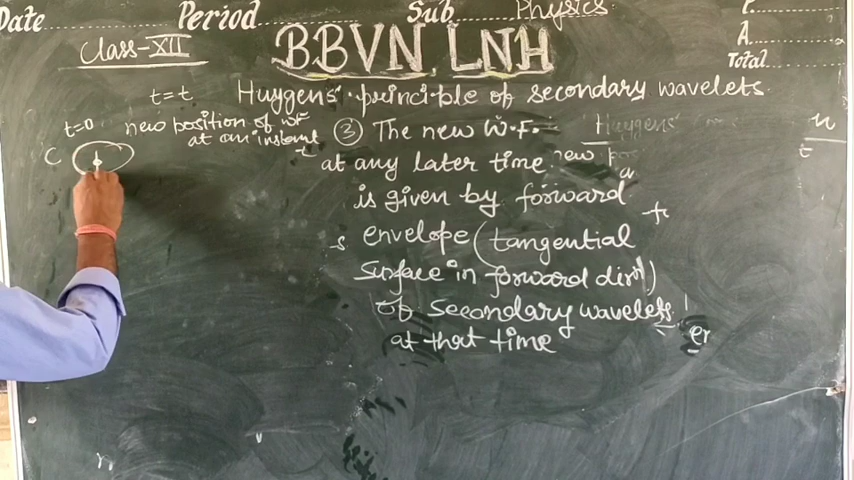 Date Period Sub Physics P.
Class-XII BBVN, LNH A
Total
t=t Huygens' principle of secondary wavelets.
t=0 new position of WF
at an instant
C
③ The new W.F.
Huygens'
at any later time
new
is given by forward
envelope (tangential
surface in forward dirⁿ)
of secondary wavelets
at that time